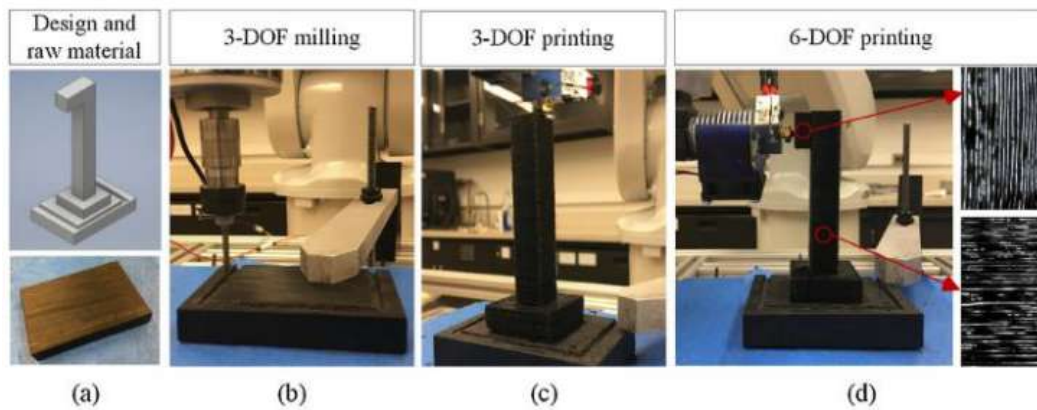 Design and
raw material
3-DOF milling
3-DOF printing
6-DOF printing
(a)
(b)
(c)
(d)